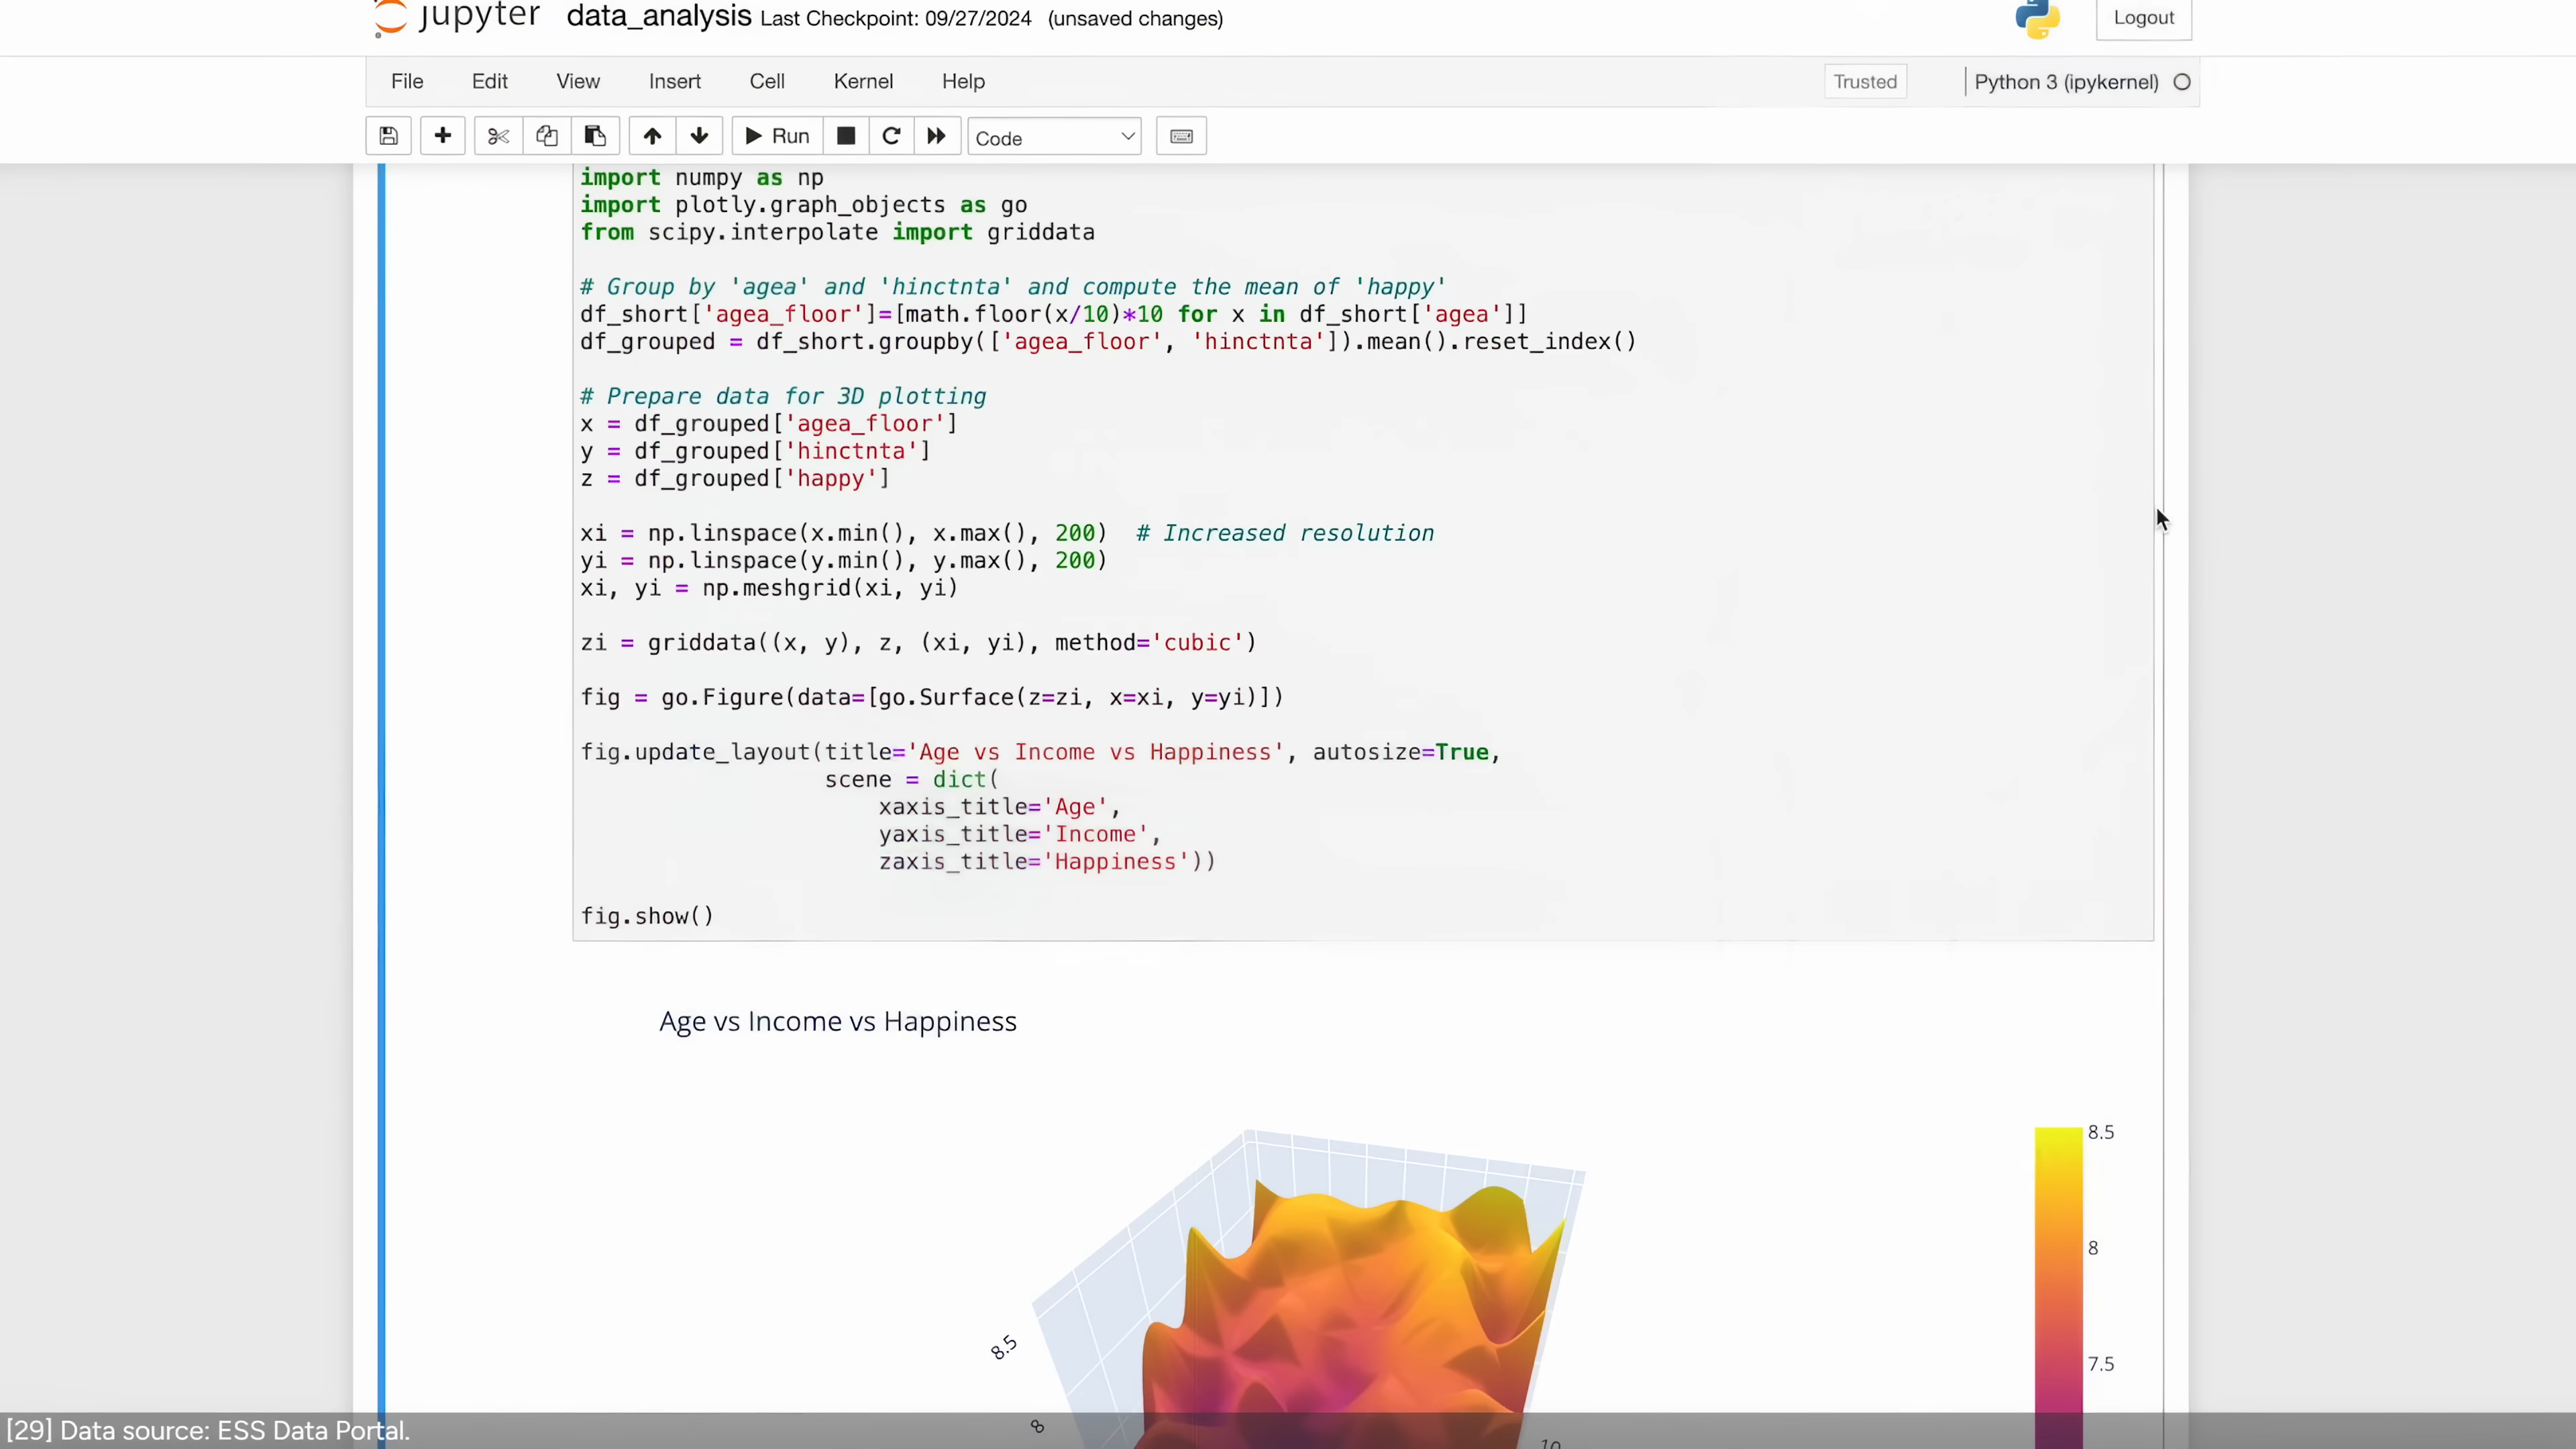 jupyter data_analysis Last Checkpoint: 09/27/2024 (unsaved changes)
Logout
File Edit View Insert Cell Kernel Help
Trusted
Python 3 (ipykernel)
Run
Code
import numpy as np
import plotly.graph_objects as go
from scipy.interpolate import griddata
# Group by 'agea' and 'hinctnta' and compute the mean of 'happy'
df_short['agea_floor']=[math.floor(x/10)*10 for x in df_short['agea']]
df_grouped = df_short.groupby(['agea_floor', 'hinctnta']).mean().reset_index()
# Prepare data for 3D plotting
x = df_grouped['agea_floor']
y = df_grouped['hinctnta']
z = df_grouped['happy']
xi = np.linspace(x.min(), x.max(), 200)  # Increased resolution
yi = np.linspace(y.min(), y.max(), 200)
xi, yi = np.meshgrid(xi, yi)
zi = griddata((x, y), z, (xi, yi), method='cubic')
fig = go.Figure(data=[go.Surface(z=zi, x=xi, y=yi)])
fig.update_layout(title='Age vs Income vs Happiness', autosize=True,
scene = dict(
xaxis_title='Age',
yaxis_title='Income',
zaxis_title='Happiness'))
fig.show()
Age vs Income vs Happiness
8.5
8
7.5
8.5
8
10
[29] Data source: ESS Data Portal.